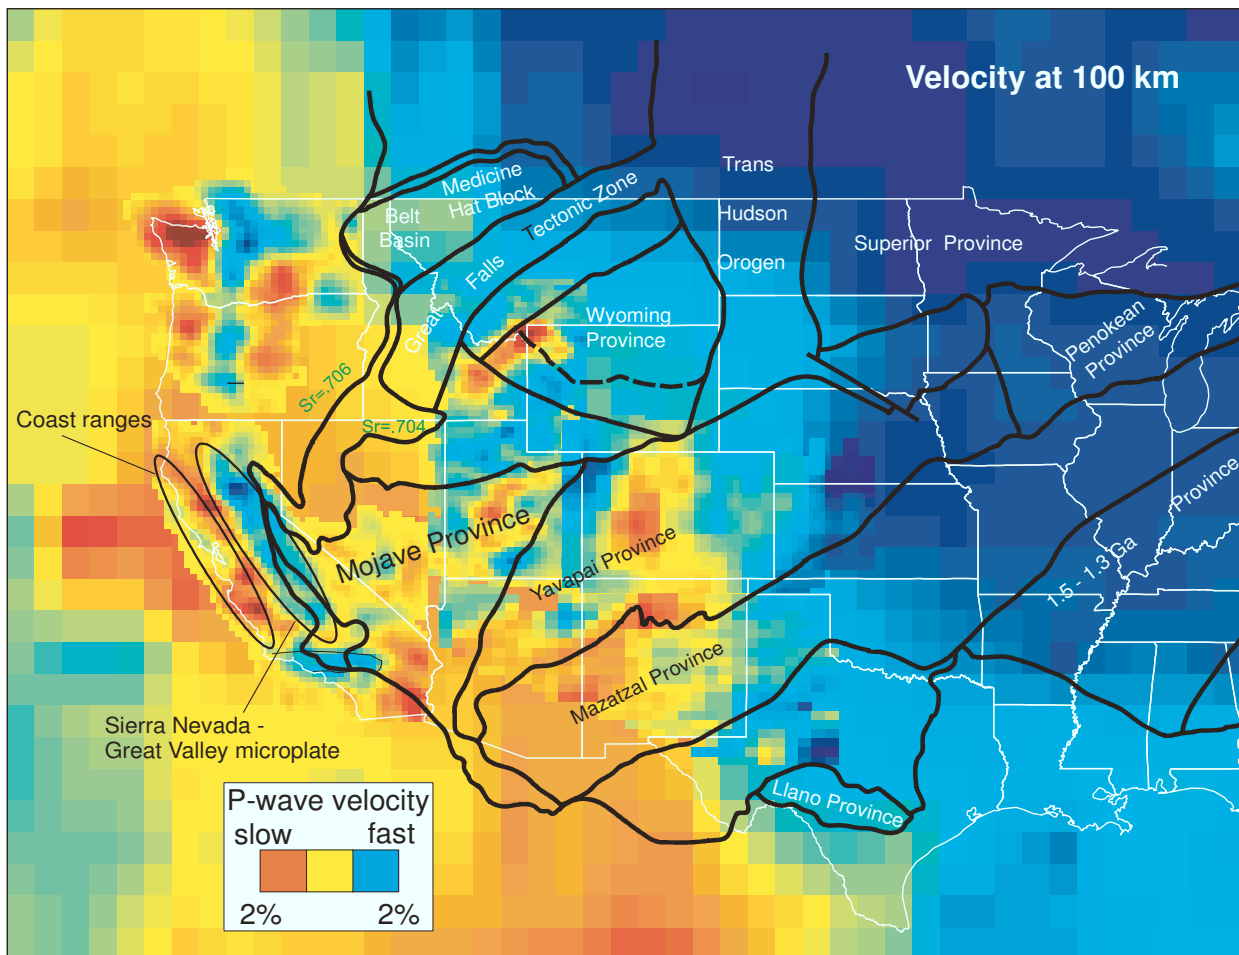 Velocity at 100 km
Trans
Hudson
Orogen
Superior Province
Medicine
Hat Block
Belt
Basin
Great
Falls
Tectonic Zone
Wyoming
Province
Penokean
Province
Sr=.706
Sr=.704
Coast ranges
Mojave Province
Yavapai Province
Mazatzal Province
1.5 - 1.3 Ga
Province
Sierra Nevada -
Great Valley microplate
Llano Province
P-wave velocity
slow fast
2% 2%